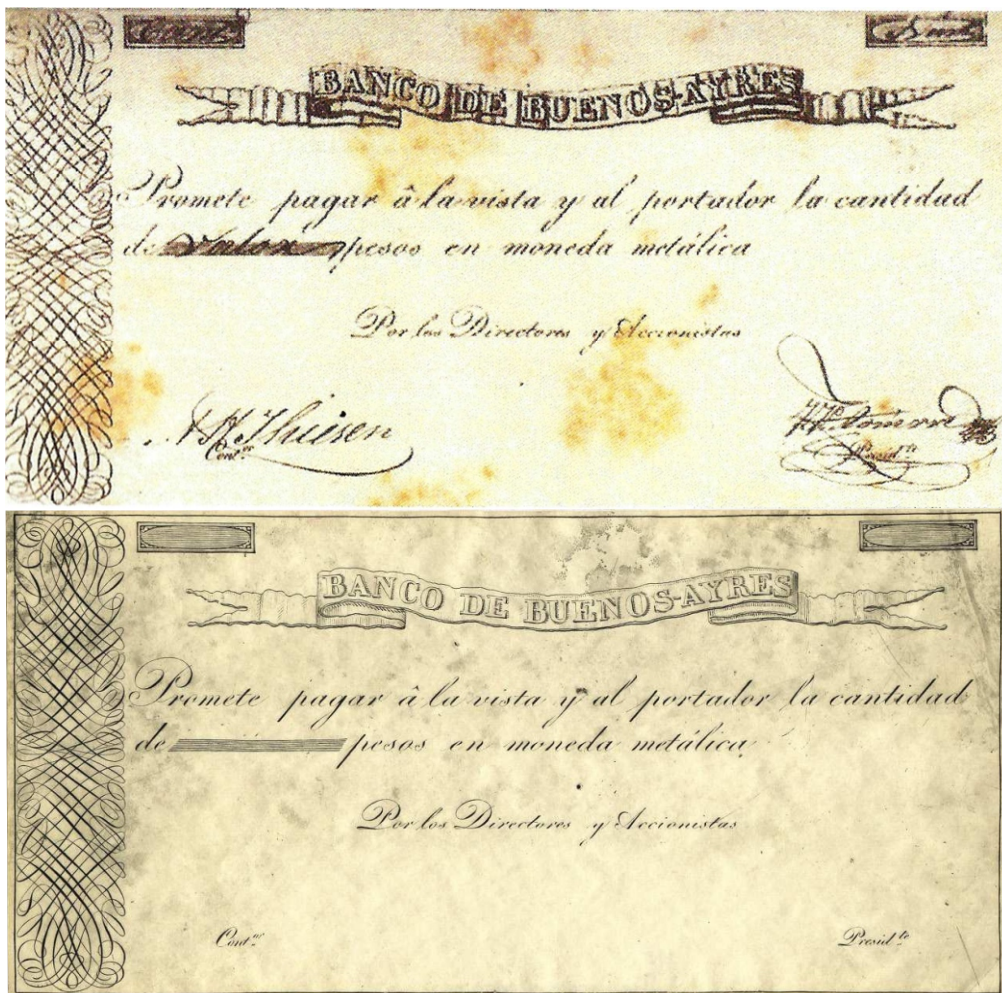 BANCO DE BUENOS-AYRES
Promete pagar â la vista y al portador la cantidad
de pesos en moneda metálica
Por los Directores y Accionistas
Thiisen
Cont.or
Presid.te
BANCO DE BUENOS-AYRES
Promete pagar â la vista y al portador la cantidad
de pesos en moneda metálica
Por los Directores y Accionistas
Cont.or Presid.te